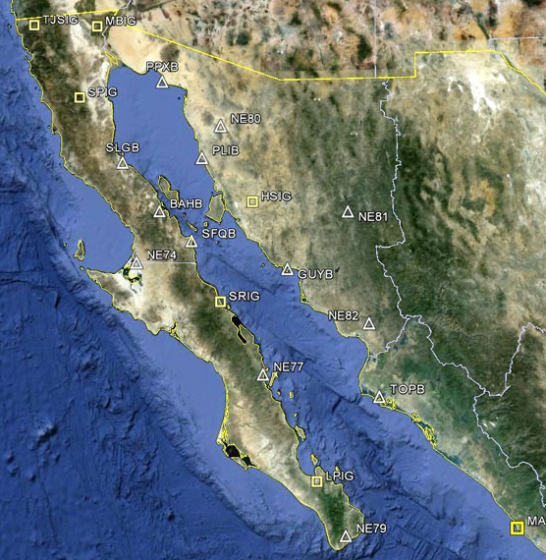 TJSIG
MBIG
PPXB
SPIG
NE80
SLGB
PLIB
HSIG
BAHB
NE81
SFQB
NE74
GUYB
SRIG
NE82
NE77
TOPB
LPIG
MA
NE79